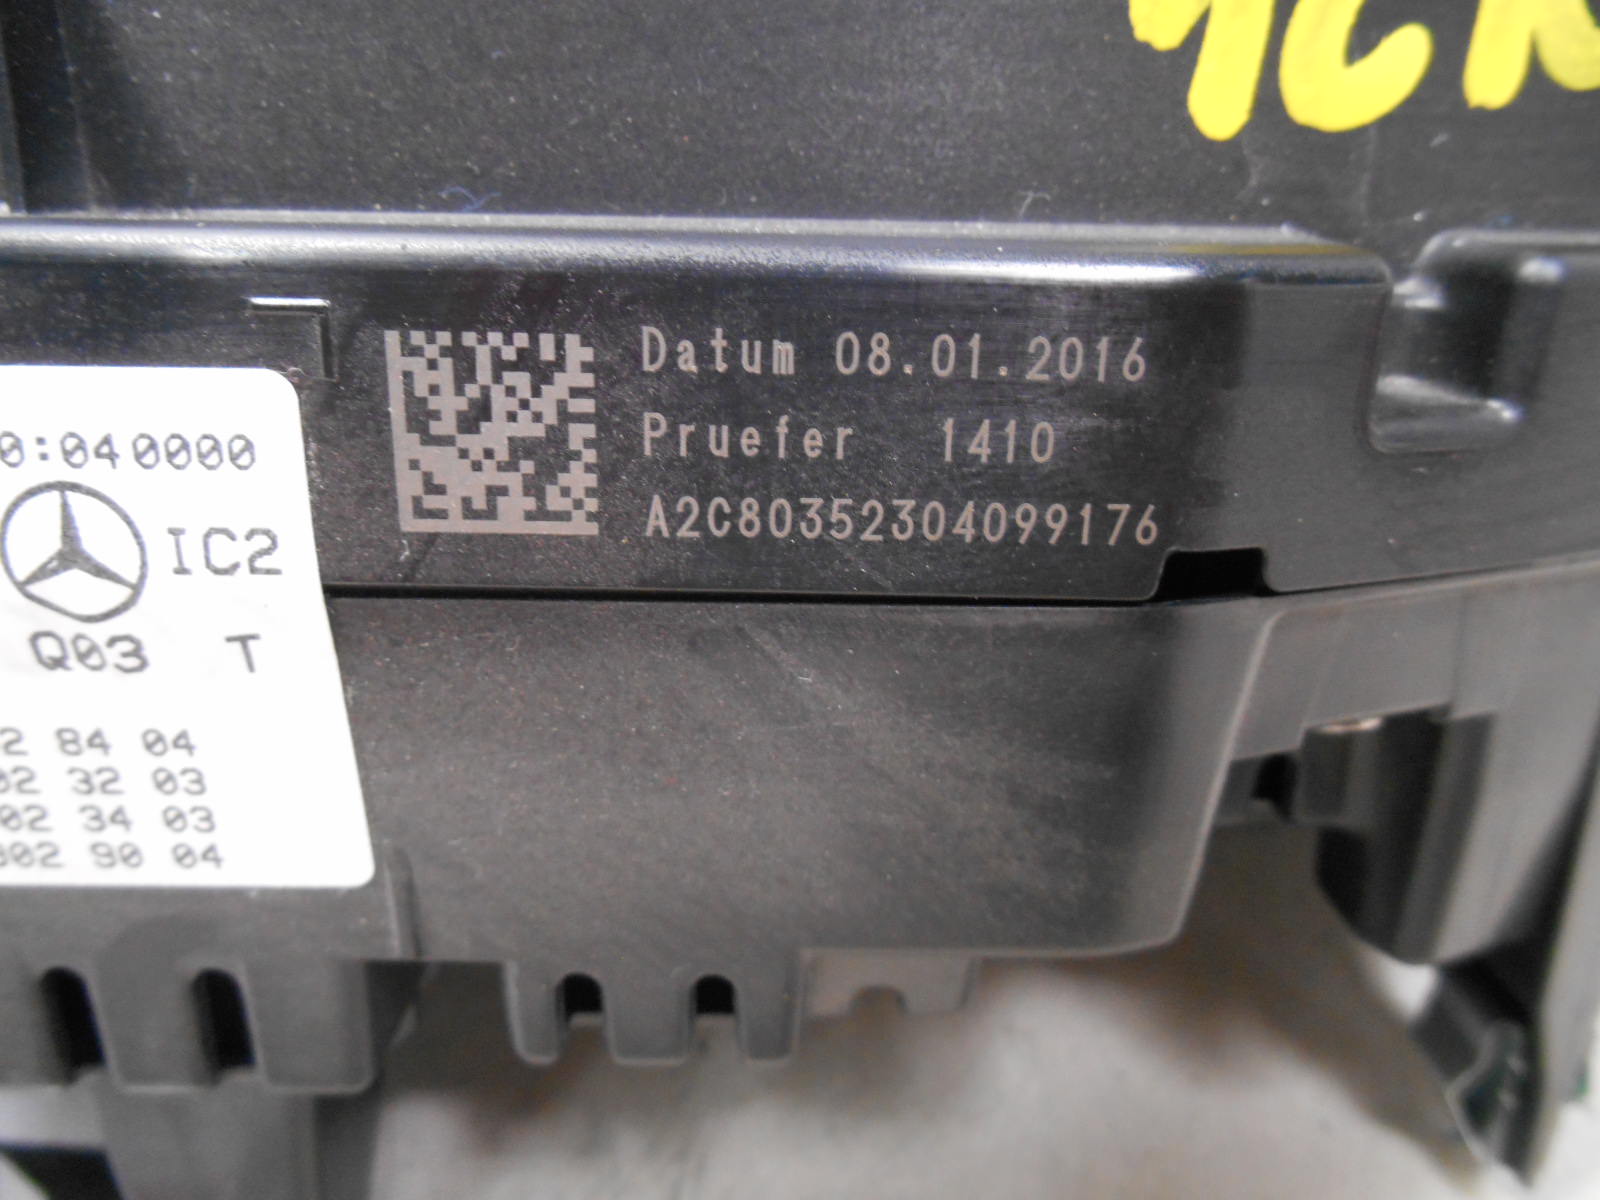 Datum 08.01.2016
Pruefer 1410
A2C80352304099176
0:040000
IC2
Q03 T
2 84 04
02 32 03
02 34 03
002 90 04